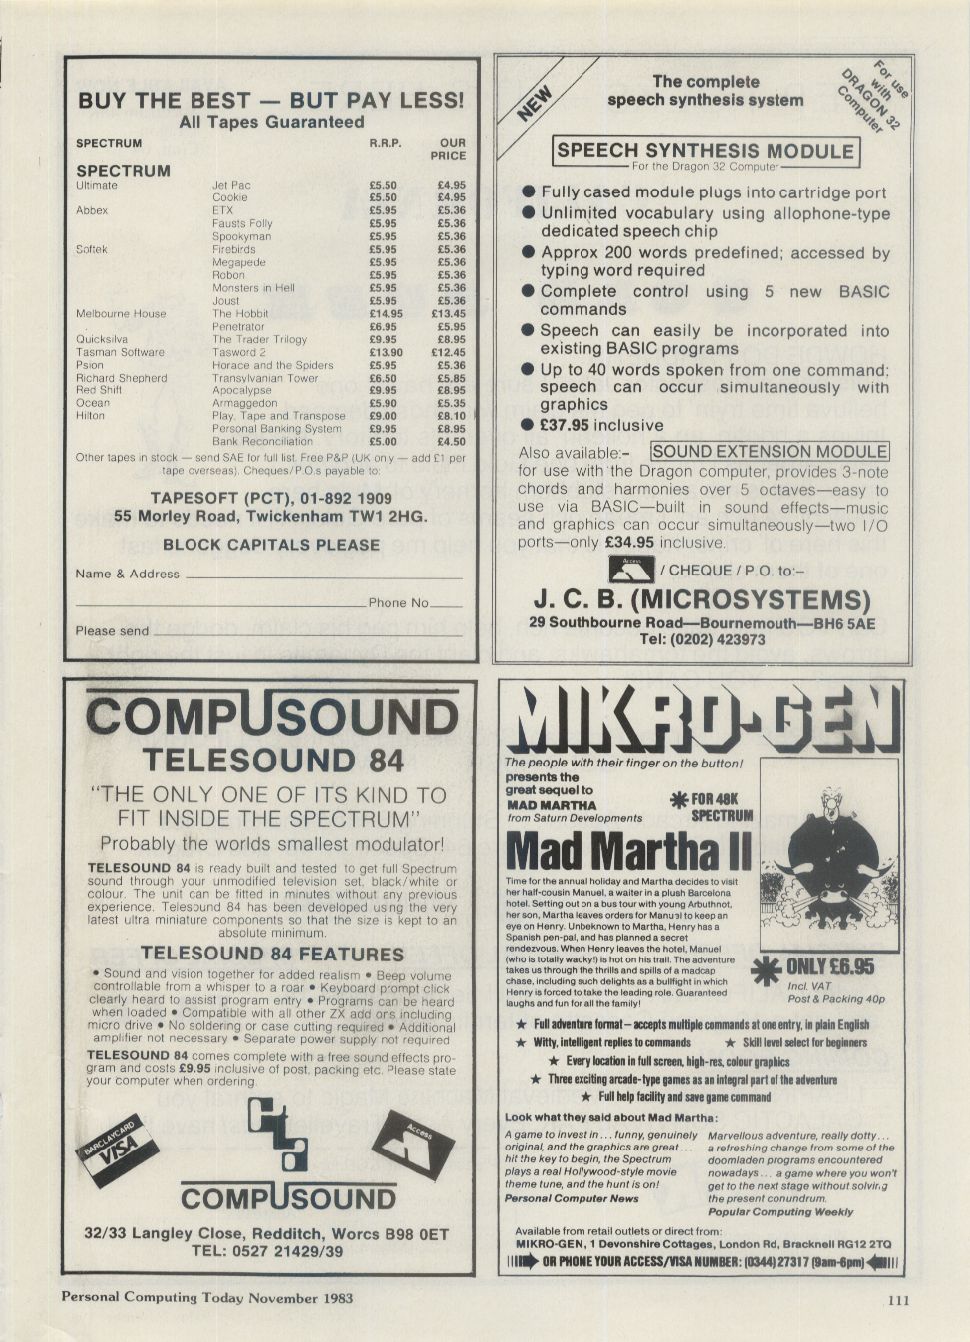 BUY THE BEST — BUT PAY LESS!
All Tapes Guaranteed
SPECTRUM R.R.P. OUR
PRICE
SPECTRUM
Ultimate Jet Pac £5.50 £4.95
Cookie £5.50 £4.95
Abbex ETX £5.95 £5.36
Fausts Folly £5.95 £5.36
Spookyman £5.95 £5.36
Softek Firebirds £5.95 £5.36
Megapede £5.95 £5.36
Robon £5.95 £5.36
Monsters in Hell £5.95 £5.36
Joust £5.95 £5.36
Melbourne House The Hobbit £14.95 £13.45
Penetrator £6.95 £5.95
Quicksilva The Trader Trilogy £9.95 £8.95
Tasman Software Tasword 2 £13.90 £12.45
Psion Horace and the Spiders £5.95 £5.36
Richard Shepherd Transylvanian Tower £6.50 £5.85
Red Shift Apocalypse £9.95 £8.95
Ocean Armaggedon £5.90 £5.35
Hilton Play, Tape and Transpose £9.00 £8.10
Personal Banking System £9.95 £8.95
Bank Reconciliation £5.00 £4.50
Other tapes in stock — send SAE for full list. Free P&P (UK only — add £1 per
tape overseas). Cheques/P.O.s payable to:
TAPESOFT (PCT), 01-892 1909
55 Morley Road, Twickenham TW1 2HG.
BLOCK CAPITALS PLEASE
Name & Address
Phone No
Please send
NEW
The complete
speech synthesis system
For use
with
DRAGON 32
Computer
SPEECH SYNTHESIS MODULE
For the Dragon 32 Computer
● Fully cased module plugs into cartridge port
● Unlimited vocabulary using allophone-type
dedicated speech chip
● Approx 200 words predefined; accessed by
typing word required
● Complete control using 5 new BASIC
commands
● Speech can easily be incorporated into
existing BASIC programs
● Up to 40 words spoken from one command;
speech can occur simultaneously with
graphics
● £37.95 inclusive
Also available:- SOUND EXTENSION MODULE
for use with the Dragon computer, provides 3-note
chords and harmonies over 5 octaves—easy to
use via BASIC—built in sound effects—music
and graphics can occur simultaneously—two I/O
ports—only £34.95 inclusive.
Access / CHEQUE / P.O. to:–
J. C. B. (MICROSYSTEMS)
29 Southbourne Road—Bournemouth—BH6 5AE
Tel: (0202) 423973
COMPUSOUND
TELESOUND 84
"THE ONLY ONE OF ITS KIND TO
FIT INSIDE THE SPECTRUM"
Probably the worlds smallest modulator!
TELESOUND 84 is ready built and tested to get full Spectrum
sound through your unmodified television set, black/white or
colour. The unit can be fitted in minutes without any previous
experience. Telesound 84 has been developed using the very
latest ultra miniature components so that the size is kept to an
absolute minimum.
TELESOUND 84 FEATURES
● Sound and vision together for added realism ● Beep volume
controllable from a whisper to a roar ● Keyboard prompt click
clearly heard to assist program entry ● Programs can be heard
when loaded ● Compatible with all other ZX add ons including
micro drive ● No soldering or case cutting required ● Additional
amplifier not necessary ● Separate power supply not required
TELESOUND 84 comes complete with a free sound effects pro-
gram and costs £9.95 inclusive of post, packing etc. Please state
your computer when ordering.
BARCLAYCARD
VISA
Access
COMPUSOUND
32/33 Langley Close, Redditch, Worcs B98 0ET
TEL: 0527 21429/39
MIKRO-GEN
The people with their finger on the button!
presents the
great sequel to
MAD MARTHA
from Saturn Developments
FOR 48K
SPECTRUM
Mad Martha II
Time for the annual holiday and Martha decides to visit
her half-cousin Manuel, a waiter in a plush Barcelona
hotel. Setting out on a bus tour with young Arbuthnot,
her son, Martha leaves orders for Manuel to keep an
eye on Henry. Unbeknown to Martha, Henry has a
Spanish pen-pal, and has planned a secret
rendezvous. When Henry leaves the hotel, Manuel
(who is totally wacky!) is hot on his trail. The adventure
takes us through the thrills and spills of a madcap
chase, including such delights as a bullfight in which
Henry is forced to take the leading role. Guaranteed
laughs and fun for all the family!
ONLY £6.95
Incl. VAT
Post & Packing 40p
★ Full adventure format – accepts multiple commands at one entry, in plain English
★ Witty, intelligent replies to commands ★ Skill level select for beginners
★ Every location in full screen, high-res, colour graphics
★ Three exciting arcade-type games as an integral part of the adventure
★ Full help facility and save game command
Look what they said about Mad Martha:
A game to invest in... funny, genuinely
original, and the graphics are great...
hit the key to begin, the Spectrum
plays a real Hollywood-style movie
theme tune, and the hunt is on!
Personal Computer News
Marvellous adventure, really dotty...
a refreshing change from some of the
doomladen programs encountered
nowadays... a game where you won't
get to the next stage without solving
the present conundrum.
Popular Computing Weekly
Available from retail outlets or direct from:
MIKRO-GEN, 1 Devonshire Cottages, London Rd, Bracknell RG12 2TQ
OR PHONE YOUR ACCESS/VISA NUMBER: (0344) 27317 (9am-6pm)
Personal Computing Today November 1983
111